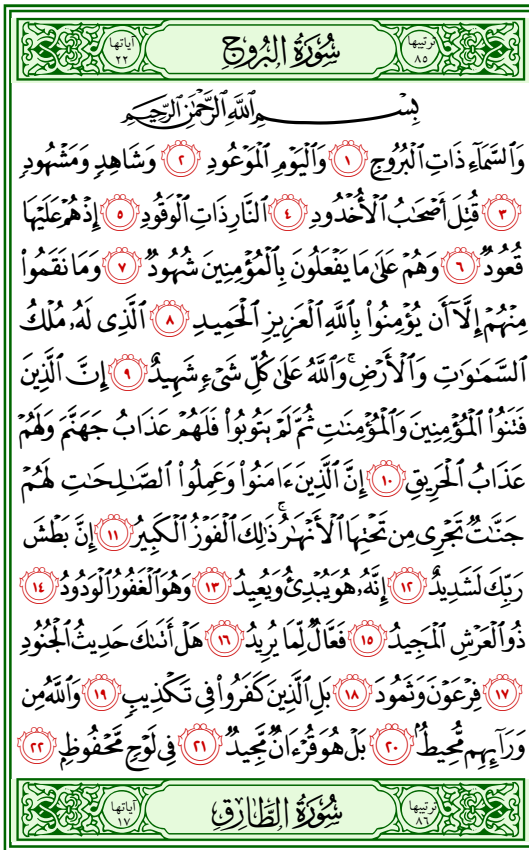 ترتيبها ٨٥ سُورَةُ البُرُوجِ آياتها ٢٢
بِسْمِ اللَّهِ الرَّحْمَٰنِ الرَّحِيمِ
وَٱلسَّمَآءِ ذَاتِ ٱلْبُرُوجِ ١ وَٱلْيَوْمِ ٱلْمَوْعُودِ ٢ وَشَاهِدٍ وَمَشْهُودٍ
٣ قُتِلَ أَصْحَٰبُ ٱلْأُخْدُودِ ٤ ٱلنَّارِ ذَاتِ ٱلْوَقُودِ ٥ إِذْ هُمْ عَلَيْهَا
قُعُودٌ ٦ وَهُمْ عَلَىٰ مَا يَفْعَلُونَ بِٱلْمُؤْمِنِينَ شُهُودٌ ٧ وَمَا نَقَمُوا۟
مِنْهُمْ إِلَّآ أَن يُؤْمِنُوا۟ بِٱللَّهِ ٱلْعَزِيزِ ٱلْحَمِيدِ ٨ ٱلَّذِى لَهُۥ مُلْكُ
ٱلسَّمَٰوَٰتِ وَٱلْأَرْضِ ۚ وَٱللَّهُ عَلَىٰ كُلِّ شَىْءٍ شَهِيدٌ ٩ إِنَّ ٱلَّذِينَ
فَتَنُوا۟ ٱلْمُؤْمِنِينَ وَٱلْمُؤْمِنَٰتِ ثُمَّ لَمْ يَتُوبُوا۟ فَلَهُمْ عَذَابُ جَهَنَّمَ وَلَهُمْ
عَذَابُ ٱلْحَرِيقِ ١٠ إِنَّ ٱلَّذِينَ ءَامَنُوا۟ وَعَمِلُوا۟ ٱلصَّٰلِحَٰتِ لَهُمْ
جَنَّٰتٌ تَجْرِى مِن تَحْتِهَا ٱلْأَنْهَٰرُ ۚ ذَٰلِكَ ٱلْفَوْزُ ٱلْكَبِيرُ ١١ إِنَّ بَطْشَ
رَبِّكَ لَشَدِيدٌ ١٢ إِنَّهُۥ هُوَ يُبْدِئُ وَيُعِيدُ ١٣ وَهُوَ ٱلْغَفُورُ ٱلْوَدُودُ ١٤
ذُو ٱلْعَرْشِ ٱلْمَجِيدُ ١٥ فَعَّالٌ لِّمَا يُرِيدُ ١٦ هَلْ أَتَىٰكَ حَدِيثُ ٱلْجُنُودِ
١٧ فِرْعَوْنَ وَثَمُودَ ١٨ بَلِ ٱلَّذِينَ كَفَرُوا۟ فِى تَكْذِيبٍ ١٩ وَٱللَّهُ مِن
وَرَآئِهِم مُّحِيطٌۢ ٢٠ بَلْ هُوَ قُرْءَانٌ مَّجِيدٌ ٢١ فِى لَوْحٍ مَّحْفُوظٍۭ ٢٢
ترتيبها ٨٦ سُورَةُ الطَّارِقِ آياتها ١٧